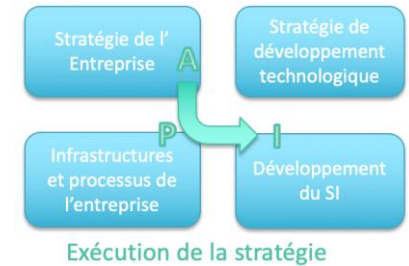 Stratégie de l'
Entreprise
A
Stratégie de
développement
technologique
P
I
Infrastructures
et processus de
l'entreprise
Développement
du SI
Exécution de la stratégie